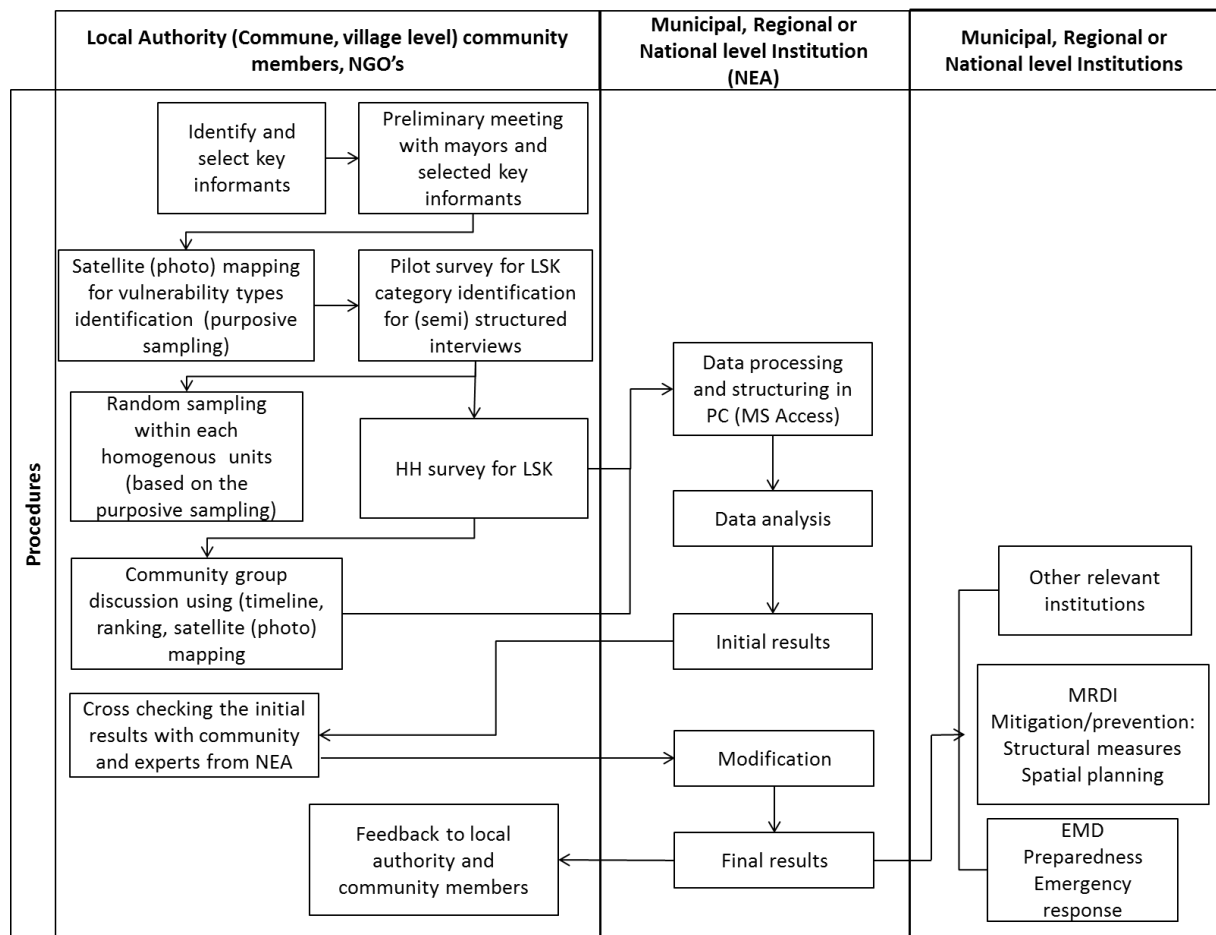 Local Authority (Commune, village level) community
members, NGO's
Municipal, Regional or
National level Institution
(NEA)
Municipal, Regional or
National level Institutions
Procedures
Identify and
select key
informants
Preliminary meeting
with mayors and
selected key
informants
Satellite (photo) mapping
for vulnerability types
identification (purposive
sampling)
Pilot survey for LSK
category identification
for (semi) structured
interviews
Random sampling
within each
homogenous units
(based on the
purposive sampling)
HH survey for LSK
Community group
discussion using (timeline,
ranking, satellite (photo)
mapping
Cross checking the initial
results with community
and experts from NEA
Feedback to local
authority and
community members
Data processing
and structuring in
PC (MS Access)
Data analysis
Initial results
Modification
Final results
Other relevant
institutions
MRDI
Mitigation/prevention:
Structural measures
Spatial planning
EMD
Preparedness
Emergency
response